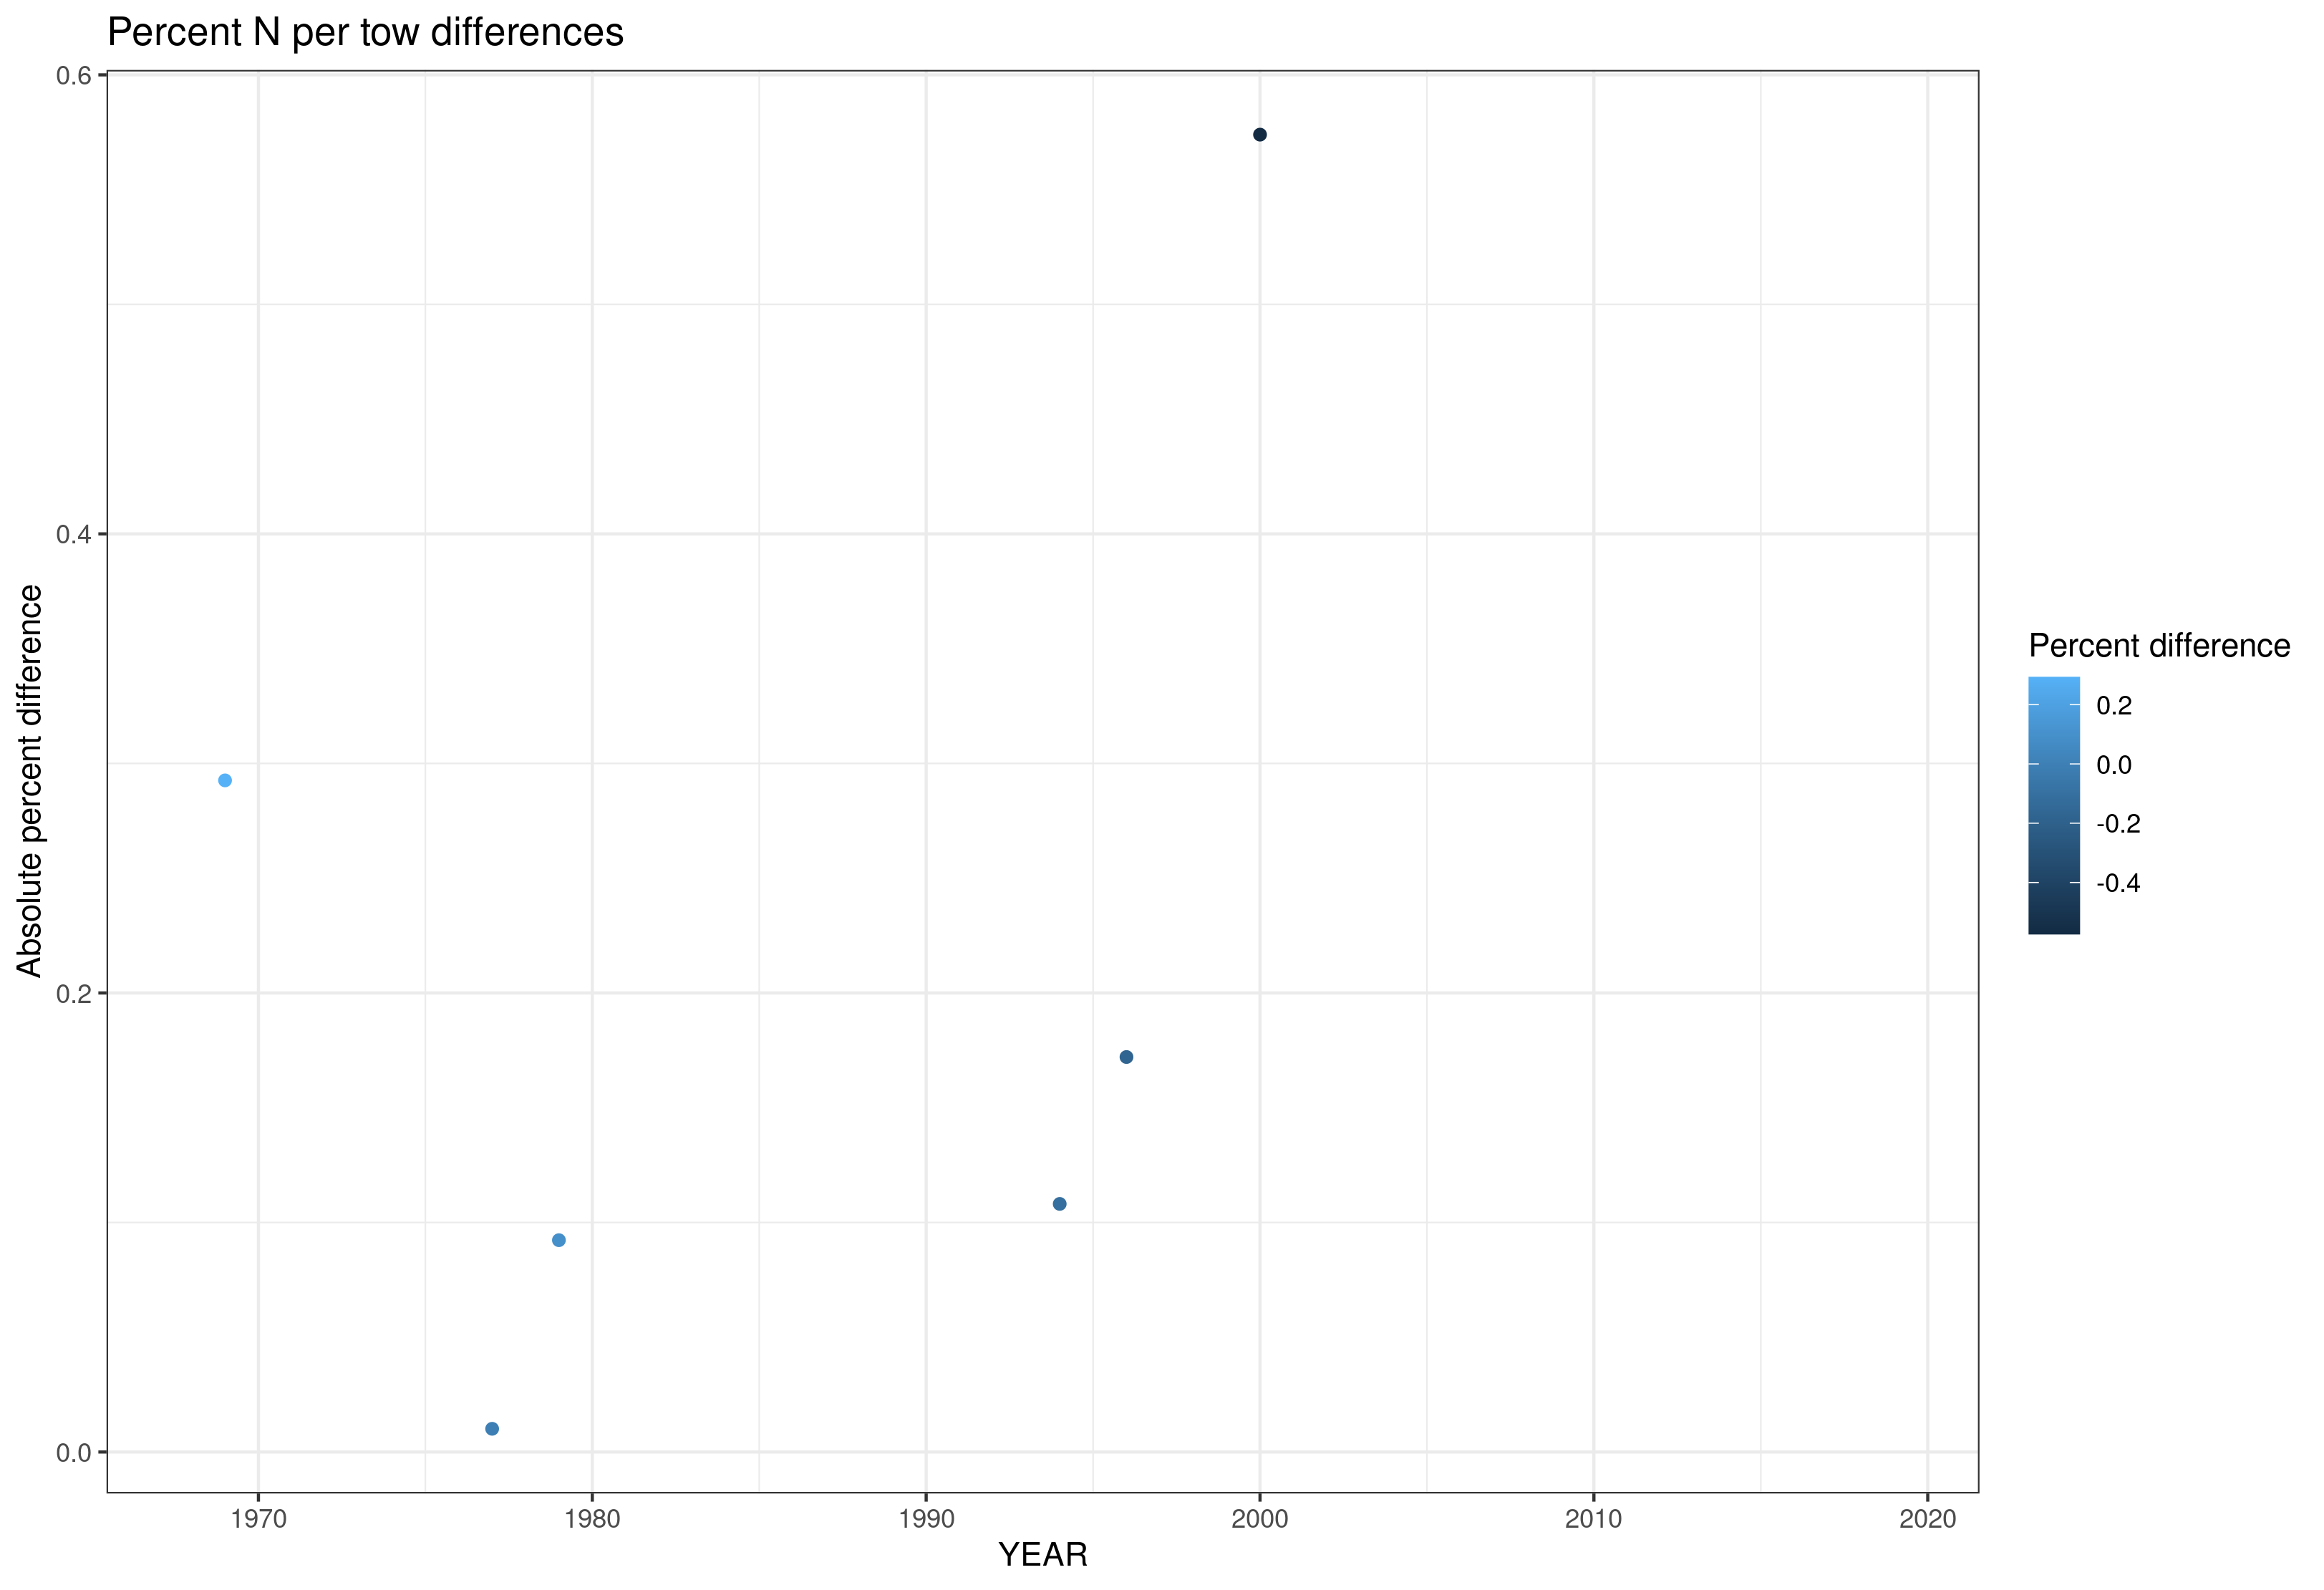 Percent N per tow differences
0.6
0.4
0.2
0.0
Absolute percent difference
1970 1980 1990 2000 2010 2020
YEAR
Percent difference
0.2
0.0
-0.2
-0.4